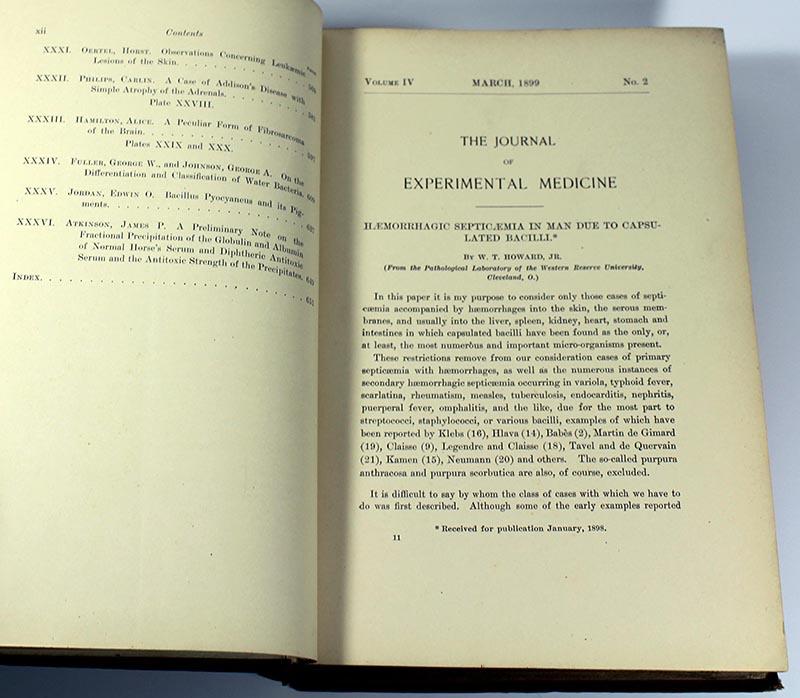 xii Contents
XXXI. Oertel, Horst. Observations Concerning Leukæmic
Lesions of the Skin. . . . . . . . . . . .
XXXII. Philips, Carlin. A Case of Addison's Disease with
Simple Atrophy of the Adrenals. . . . . . . . .
Plate XXVIII.
XXXIII. Hamilton, Alice. A Peculiar Form of Fibrosarcoma
of the Brain. . . . . . . . . . . . .
Plates XXIX and XXX.
XXXIV. Fuller, George W., and Johnson, George A. On the
Differentiation and Classification of Water Bacteria. 609
XXXV. Jordan, Edwin O. Bacillus Pyocyaneus and its Pig-
ments. . . . . . . . . . . . . .
XXXVI. Atkinson, James P. A Preliminary Note on the
Fractional Precipitation of the Globulin and Albumin
of Normal Horse's Serum and Diphtheric Antitoxic
Serum and the Antitoxic Strength of the Precipitates. 649
Index. . . . . . . . . . . . . . . . 651
Volume IV MARCH, 1899 No. 2
THE JOURNAL
OF
EXPERIMENTAL MEDICINE
HÆMORRHAGIC SEPTICÆMIA IN MAN DUE TO CAPSU-
LATED BACILLI.*
By W. T. HOWARD, JR.
(From the Pathological Laboratory of the Western Reserve University,
Cleveland, O.)
In this paper it is my purpose to consider only those cases of septi-
cæmia accompanied by hæmorrhages into the skin, the serous mem-
branes, and usually into the liver, spleen, kidney, heart, stomach and
intestines in which capsulated bacilli have been found as the only, or,
at least, the most numerous and important micro-organisms present.
These restrictions remove from our consideration cases of primary
septicæmia with hæmorrhages, as well as the numerous instances of
secondary hæmorrhagic septicæmia occurring in variola, typhoid fever,
scarlatina, rheumatism, measles, tuberculosis, endocarditis, nephritis,
puerperal fever, omphalitis, and the like, due for the most part to
streptococci, staphylococci, or various bacilli, examples of which have
been reported by Klebs (16), Hlava (14), Babès (2), Martin de Gimard
(19), Claisse (9), Legendre and Claisse (18), Tavel and de Quervain
(21), Kamen (15), Neumann (20) and others. The so-called purpura
anthracosa and purpura scorbutica are also, of course, excluded.
It is difficult to say by whom the class of cases with which we have to
do was first described. Although some of the early examples reported
* Received for publication January, 1898.
11